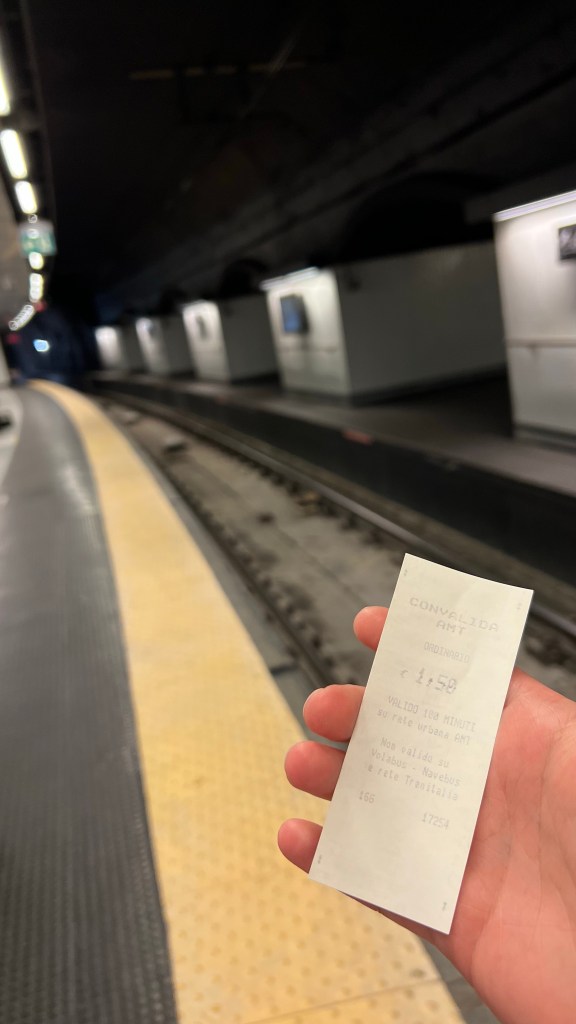 CONVALIDA
AMT
ORDINARIO
€ 1,50
VALIDO 100 MINUTI
su rete urbana AMT
Non valido su
Volabus - Navebus
e rete Trenitalia
166 17254